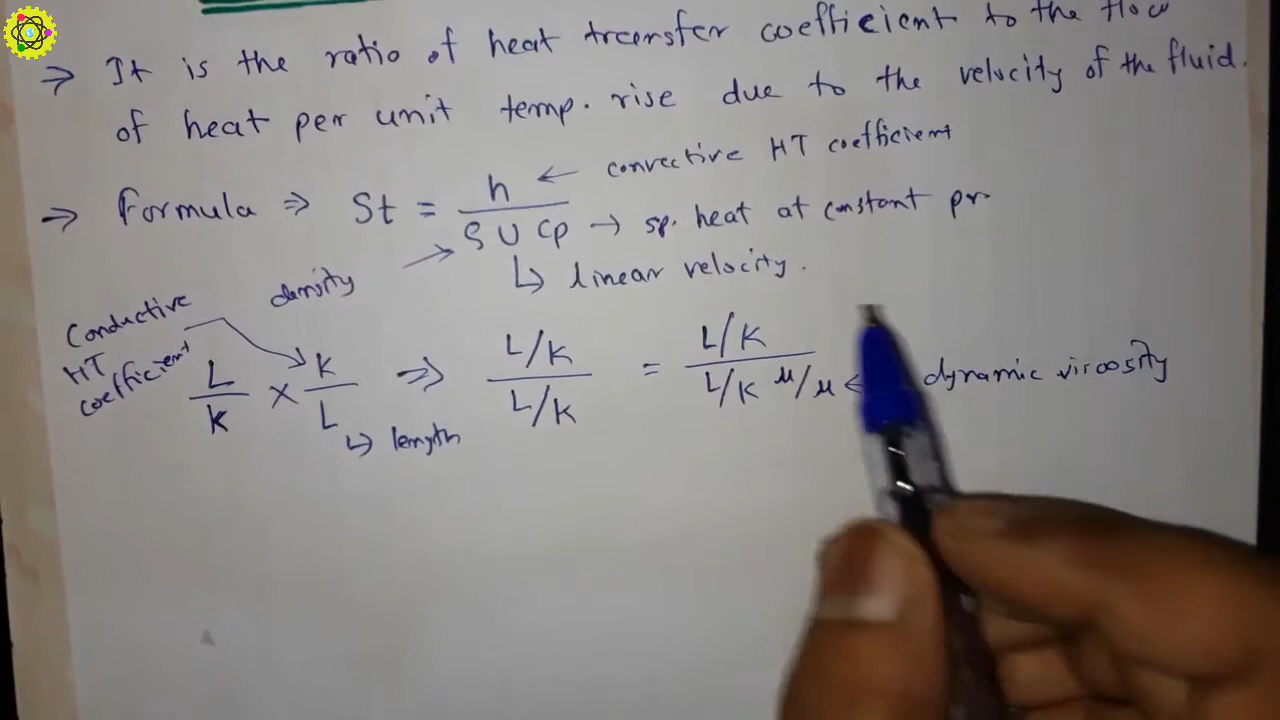 ⇒ It is the ratio of heat transfer coefficient to the flow
of heat per unit temp. rise due to the velocity of the fluid.
⇒ Formula ⇒ St = h / ρ U Cp
← convective HT coefficient
→ sp. heat at constant pr
↳ linear velocity.
density
Conductive
HT
coefficient
L/K × K/L ⇒ L/K / L/K = L/K / L/K μ/μ ← dynamic viscosity
↳ length